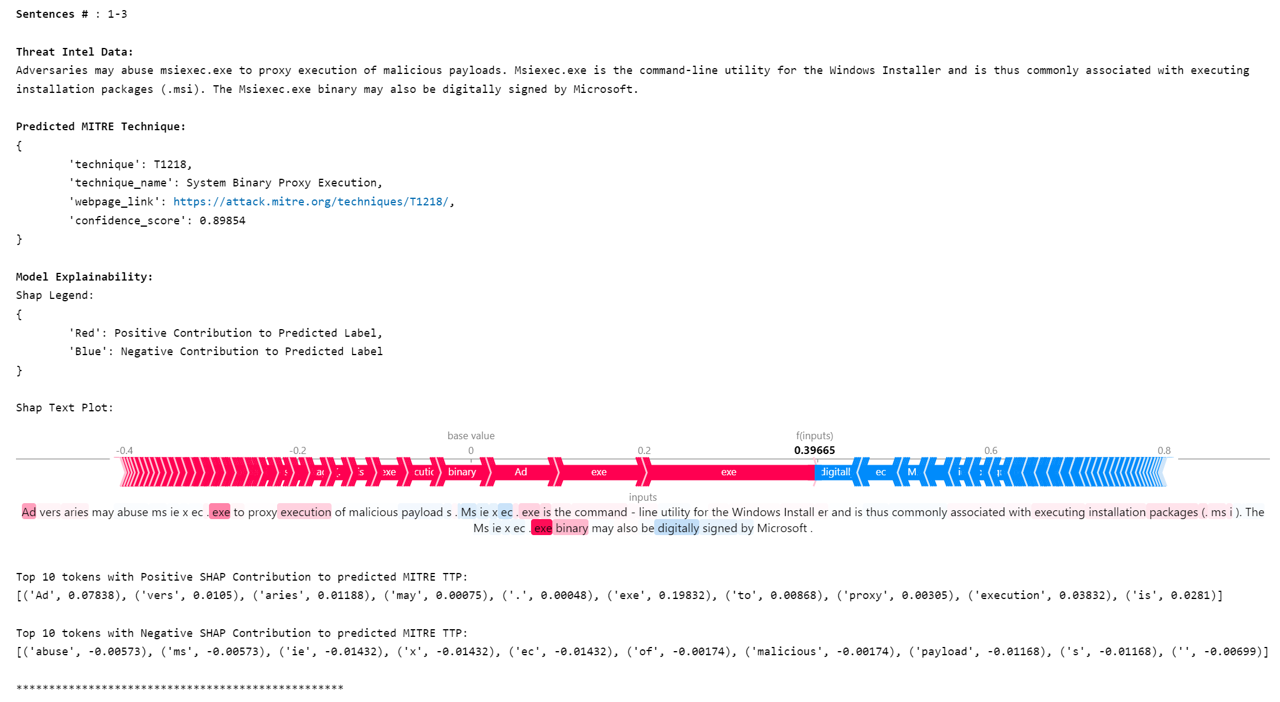 Sentences # : 1-3
Threat Intel Data:
Adversaries may abuse msiexec.exe to proxy execution of malicious payloads. Msiexec.exe is the command-line utility for the Windows Installer and is thus commonly associated with executing
installation packages (.msi). The Msiexec.exe binary may also be digitally signed by Microsoft.
Predicted MITRE Technique:
{
'technique': T1218,
'technique_name': System Binary Proxy Execution,
'webpage_link': https://attack.mitre.org/techniques/T1218/,
'confidence_score': 0.89854
}
Model Explainability:
Shap Legend:
{
'Red': Positive Contribution to Predicted Label,
'Blue': Negative Contribution to Predicted Label
}
Shap Text Plot:
base value f(inputs)
-0.4 -0.2 0 0.2 0.39665 0.6 0.8
exe cutic binary Ad exe exe digitall ec M i
inputs
Ad vers aries may abuse ms ie x ec . exe to proxy execution of malicious payload s . Ms ie x ec . exe is the command - line utility for the Windows Install er and is thus commonly associated with executing installation packages (. ms i ). The
Ms ie x ec . exe binary may also be digitally signed by Microsoft .
Top 10 tokens with Positive SHAP Contribution to predicted MITRE TTP:
[('Ad', 0.07838), ('vers', 0.0105), ('aries', 0.01188), ('may', 0.00075), ('.', 0.00048), ('exe', 0.19832), ('to', 0.00868), ('proxy', 0.00305), ('execution', 0.03832), ('is', 0.0281)]
Top 10 tokens with Negative SHAP Contribution to predicted MITRE TTP:
[('abuse', -0.00573), ('ms', -0.00573), ('ie', -0.01432), ('x', -0.01432), ('ec', -0.01432), ('of', -0.00174), ('malicious', -0.00174), ('payload', -0.01168), ('s', -0.01168), ('', -0.00699)]
**************************************************